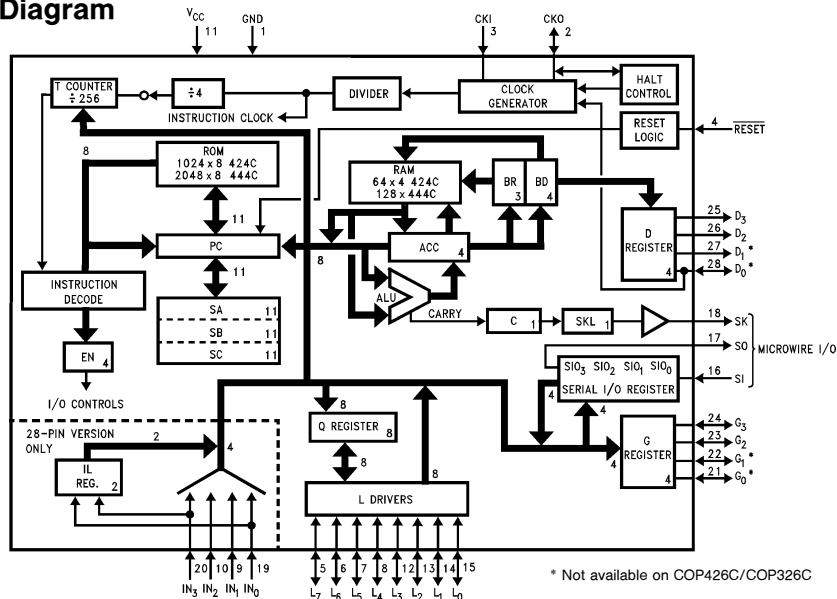 Diagram
VCC
11
GND
1
CKI
3
CKO
2
T COUNTER
÷ 256
÷4
DIVIDER
CLOCK
GENERATOR
HALT
CONTROL
INSTRUCTION CLOCK
RESET
LOGIC
4
RESET
8
ROM
1024 x 8 424C
2048 x 8 444C
RAM
64 x 4 424C
128 x 444C
BR
3
BD
4
11
PC
8
ACC
4
D
REGISTER
4
25 D3
26 D2
27 D1*
28 D0*
11
INSTRUCTION
DECODE
SA 11
SB 11
SC 11
ALU
CARRY
C 1
SKL 1
18 SK
17 SO
16 SI
MICROWIRE I/O
EN 4
I/O CONTROLS
SIO3 SIO2 SIO1 SIO0
SERIAL I/O REGISTER
4
4
28-PIN VERSION
ONLY
2
4
IL
REG. 2
8
Q REGISTER
8
8
8
L DRIVERS
G
REGISTER
4
4
24 G3
23 G2
22 G1*
21 G0*
20 10 9 19
IN3 IN2 IN1 IN0
5 6 7 8 12 13 14 15
L7 L6 L5 L4 L3 L2 L1 L0
* Not available on COP426C/COP326C